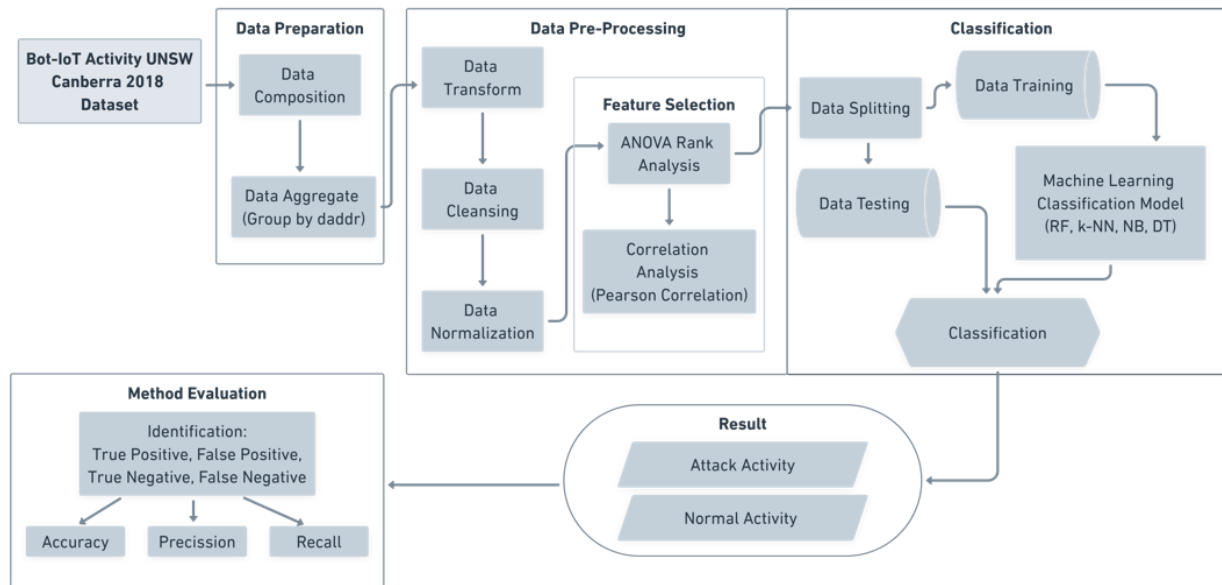 Bot-IoT Activity UNSW
Canberra 2018
Dataset
Data Preparation
Data
Composition
Data Aggregate
(Group by daddr)
Data Pre-Processing
Data
Transform
Data
Cleansing
Data
Normalization
Feature Selection
ANOVA Rank
Analysis
Correlation
Analysis
(Pearson Correlation)
Classification
Data Splitting
Data Training
Data Testing
Machine Learning
Classification Model
(RF, k-NN, NB, DT)
Classification
Result
Attack Activity
Normal Activity
Method Evaluation
Identification:
True Positive, False Positive,
True Negative, False Negative
Accuracy
Precission
Recall